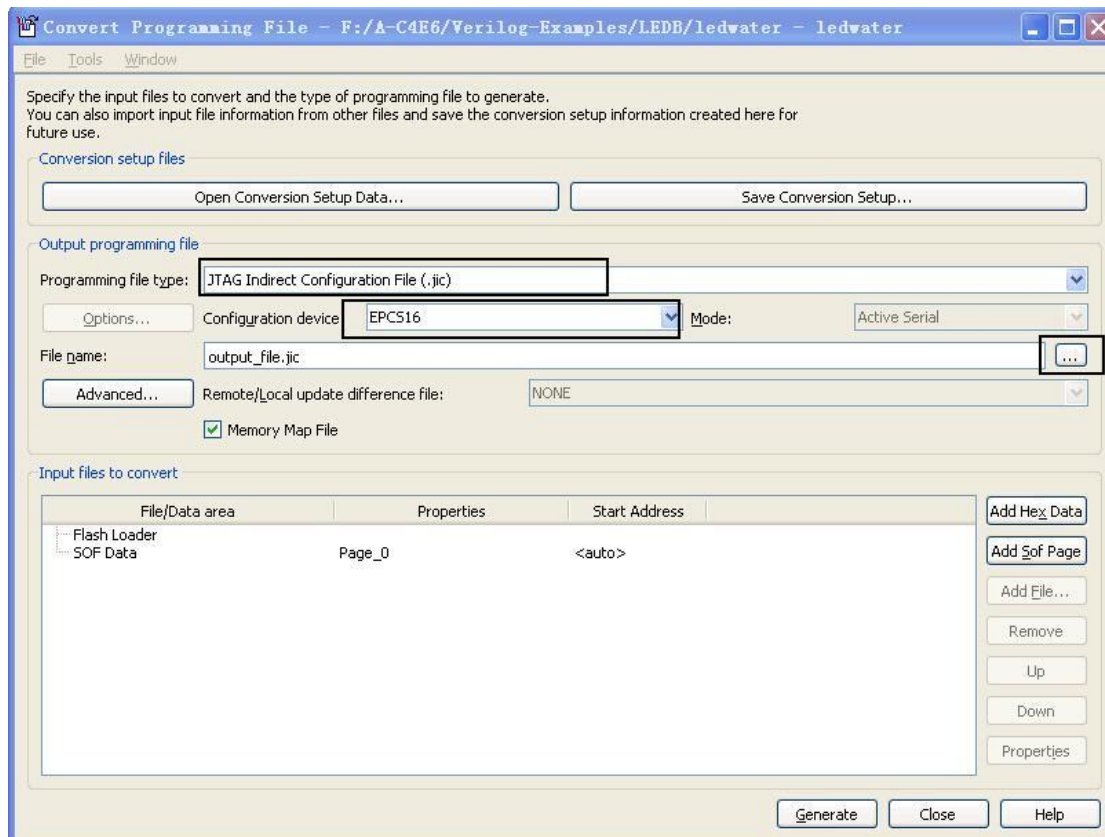 Convert Programming File - F:/A-C4E6/Verilog-Examples/LEDB/ledwater - ledwater
File Tools Window
Specify the input files to convert and the type of programming file to generate.
You can also import input file information from other files and save the conversion setup information created here for
future use.
Conversion setup files
Open Conversion Setup Data... Save Conversion Setup...
Output programming file
Programming file type: JTAG Indirect Configuration File (.jic)
Options... Configuration device EPCS16 Mode: Active Serial
File name: output_file.jic ...
Advanced... Remote/Local update difference file: NONE
Memory Map File
Input files to convert
File/Data area Properties Start Address
Add Hex Data
Flash Loader
SOF Data Page_0 <auto>
Add Sof Page
Add File...
Remove
Up
Down
Properties
Generate Close Help